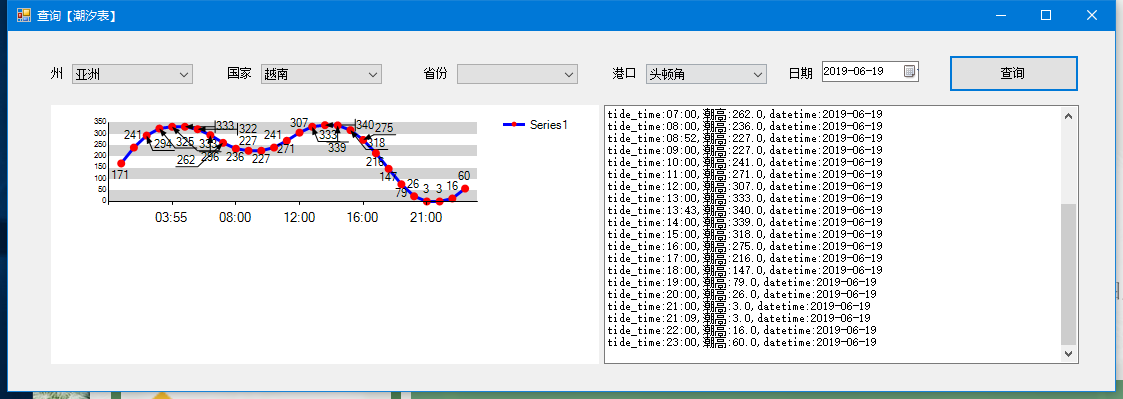 查询【潮汐表】
州 亚洲 国家 越南 省份 港口 头顿角 日期 2019-06-19 查询
350
300
250
200
150
100
50
0
171 241 294 325 333 333 322 296 262 236 227 227 241 271 307 333 340 339 318 275 216 147 79 26 3 3 16 60
03:55 08:00 12:00 16:00 21:00
Series1
tide_time:07:00,潮高:262.0,datetime:2019-06-19
tide_time:08:00,潮高:236.0,datetime:2019-06-19
tide_time:08:52,潮高:227.0,datetime:2019-06-19
tide_time:09:00,潮高:227.0,datetime:2019-06-19
tide_time:10:00,潮高:241.0,datetime:2019-06-19
tide_time:11:00,潮高:271.0,datetime:2019-06-19
tide_time:12:00,潮高:307.0,datetime:2019-06-19
tide_time:13:00,潮高:333.0,datetime:2019-06-19
tide_time:13:43,潮高:340.0,datetime:2019-06-19
tide_time:14:00,潮高:339.0,datetime:2019-06-19
tide_time:15:00,潮高:318.0,datetime:2019-06-19
tide_time:16:00,潮高:275.0,datetime:2019-06-19
tide_time:17:00,潮高:216.0,datetime:2019-06-19
tide_time:18:00,潮高:147.0,datetime:2019-06-19
tide_time:19:00,潮高:79.0,datetime:2019-06-19
tide_time:20:00,潮高:26.0,datetime:2019-06-19
tide_time:21:00,潮高:3.0,datetime:2019-06-19
tide_time:21:09,潮高:3.0,datetime:2019-06-19
tide_time:22:00,潮高:16.0,datetime:2019-06-19
tide_time:23:00,潮高:60.0,datetime:2019-06-19